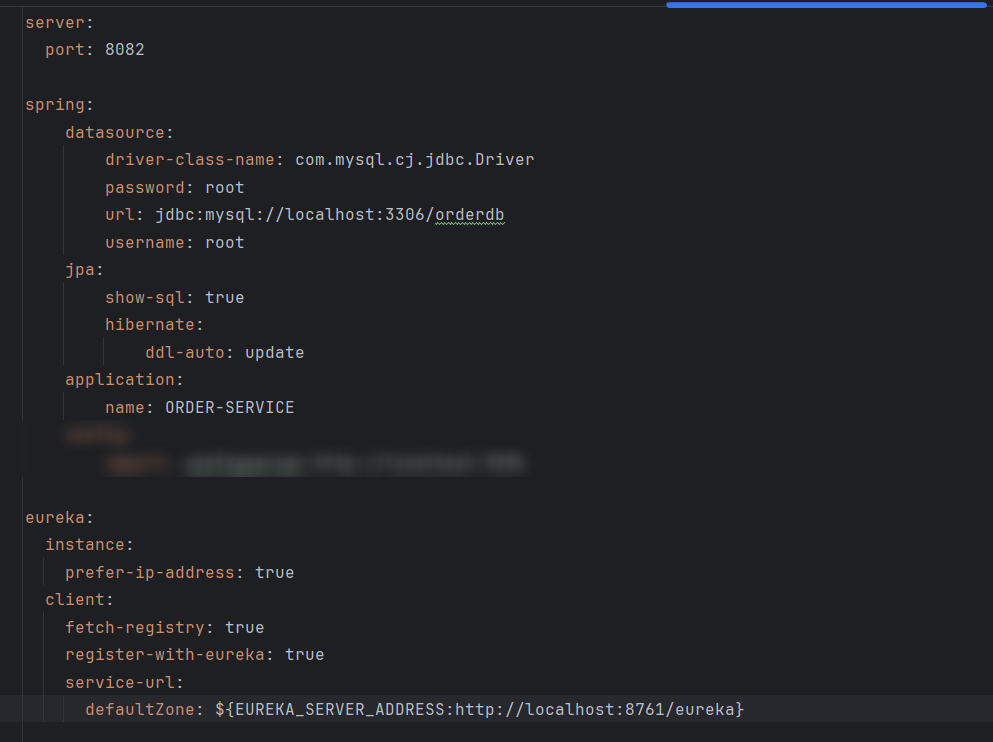 server:
  port: 8082
spring:
    datasource:
        driver-class-name: com.mysql.cj.jdbc.Driver
        password: root
        url: jdbc:mysql://localhost:3306/orderdb
        username: root
    jpa:
        show-sql: true
        hibernate:
            ddl-auto: update
    application:
        name: ORDER-SERVICE
eureka:
  instance:
    prefer-ip-address: true
  client:
    fetch-registry: true
    register-with-eureka: true
    service-url:
      defaultZone: ${EUREKA_SERVER_ADDRESS:http://localhost:8761/eureka}